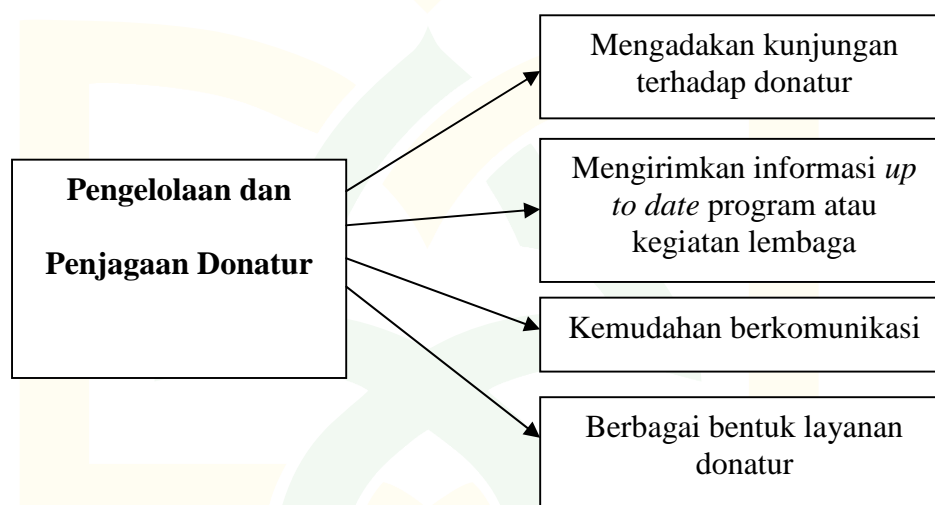 Mengadakan kunjungan
terhadap donatur
Pengelolaan dan
Penjagaan Donatur
Mengirimkan informasi up
to date program atau
kegiatan lembaga
Kemudahan berkomunikasi
Berbagai bentuk layanan
donatur